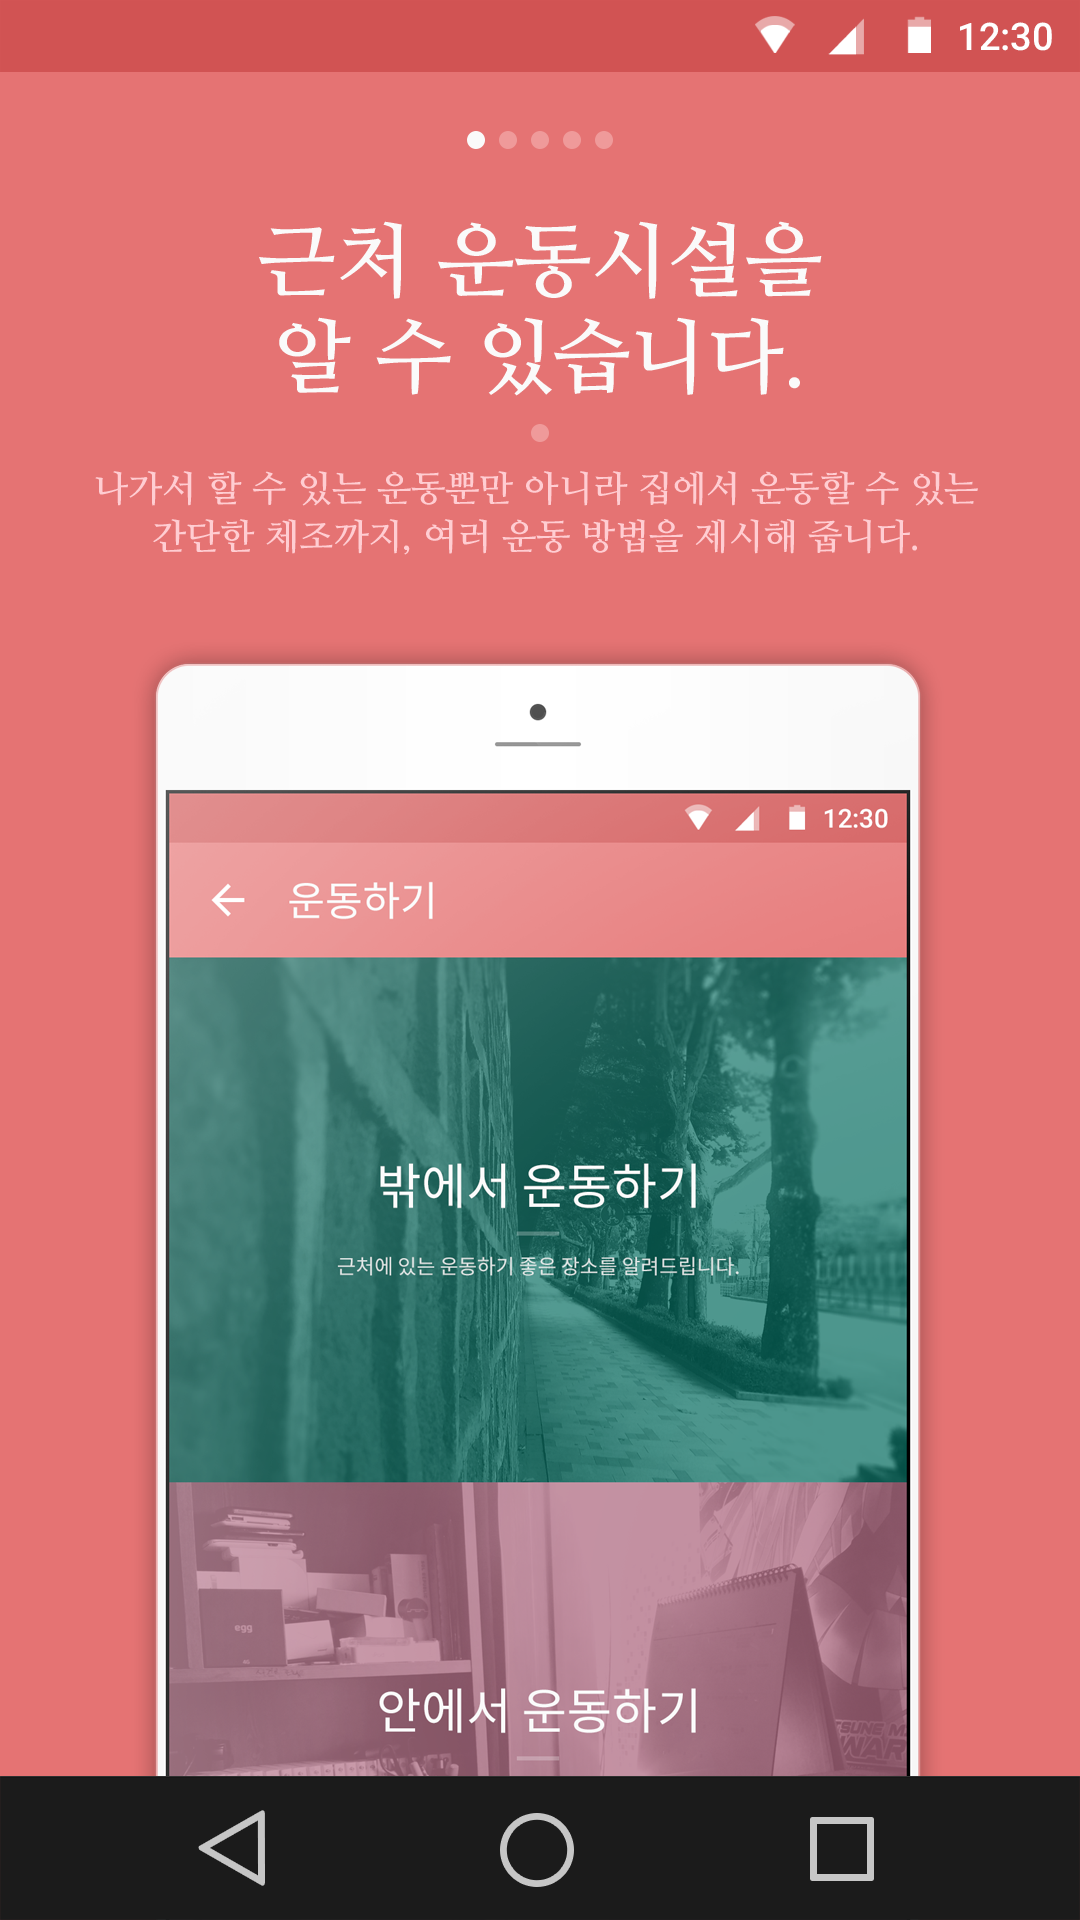 12:30
근처 운동시설을
알 수 있습니다.
나가서 할 수 있는 운동뿐만 아니라 집에서 운동할 수 있는
간단한 체조까지, 여러 운동 방법을 제시해 줍니다.
12:30
운동하기
밖에서 운동하기
근처에 있는 운동하기 좋은 장소를 알려드립니다.
egg
안에서 운동하기
WAR